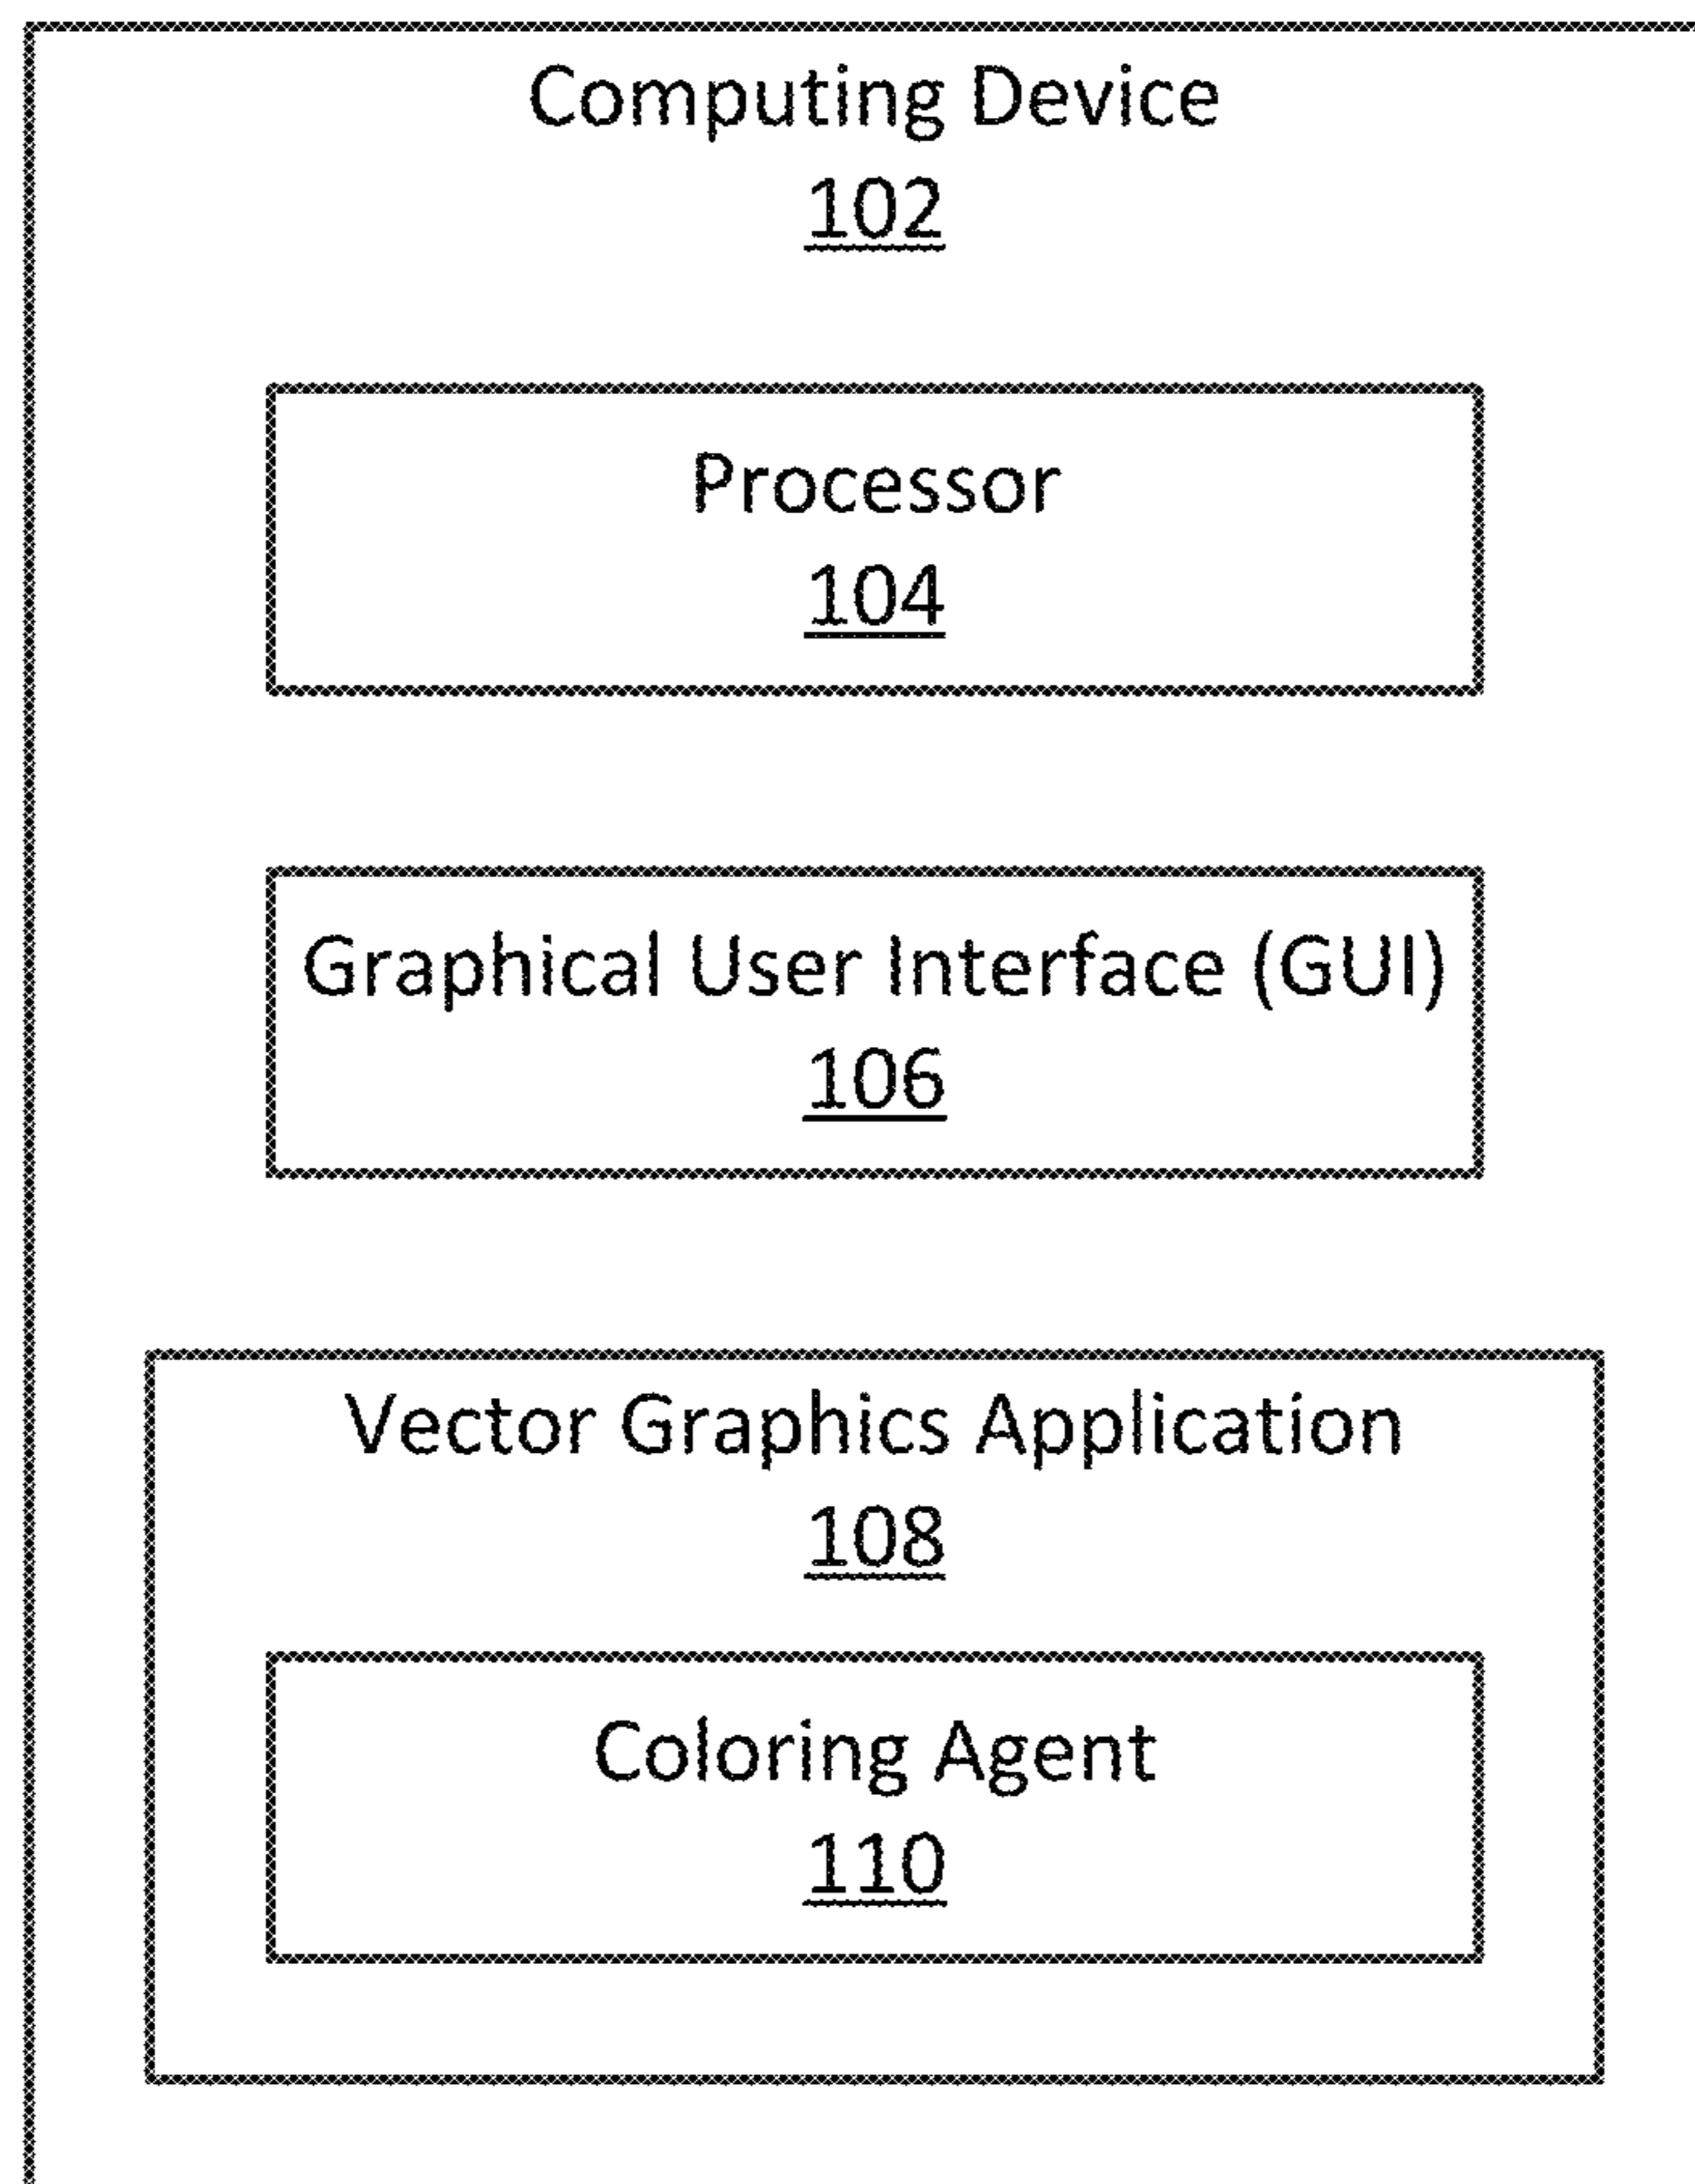 Computing Device
102
Processor
104
Graphical User Interface (GUI)
106
Vector Graphics Application
108
Coloring Agent
110